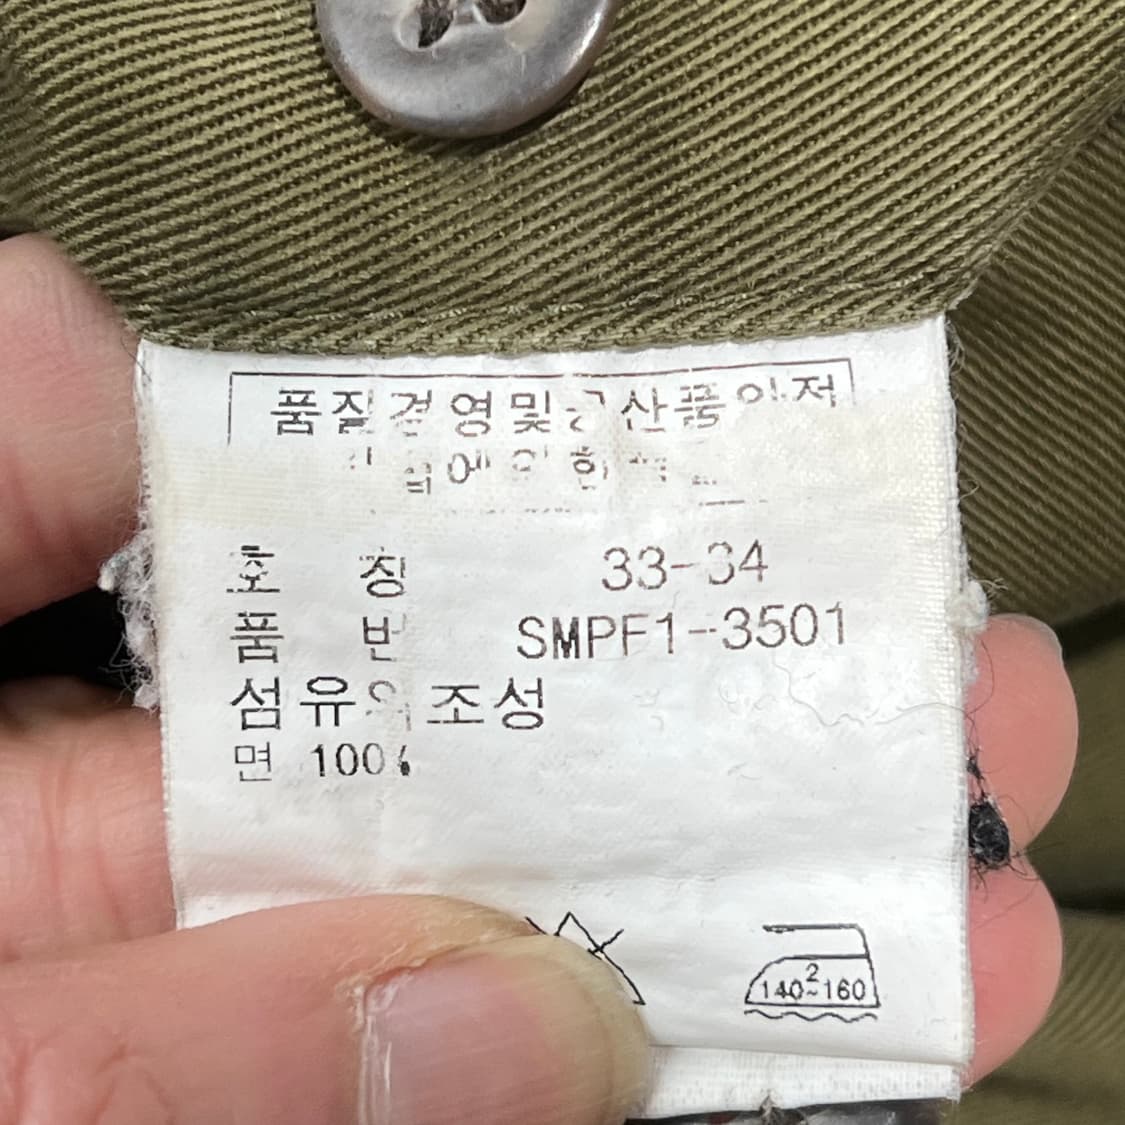 품질경영및공산품안전
호 칭 33-34
품 번 SMPF1-3501
섬유의조성
면 100%
2
140~160